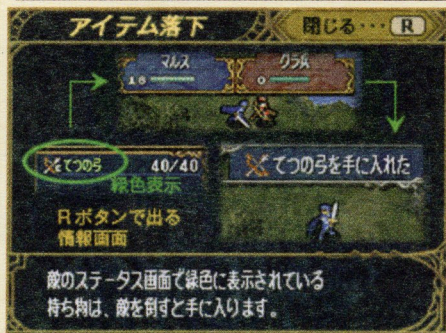 アイテム落下
閉じる・・・R
マルス
グラ兵
18
0
てつの弓 40/40
緑色表示
てつの弓を手に入れた
Rボタンで出る
情報画面
敵のステータス画面で緑色に表示されている
持ち物は、敵を倒すと手に入ります。